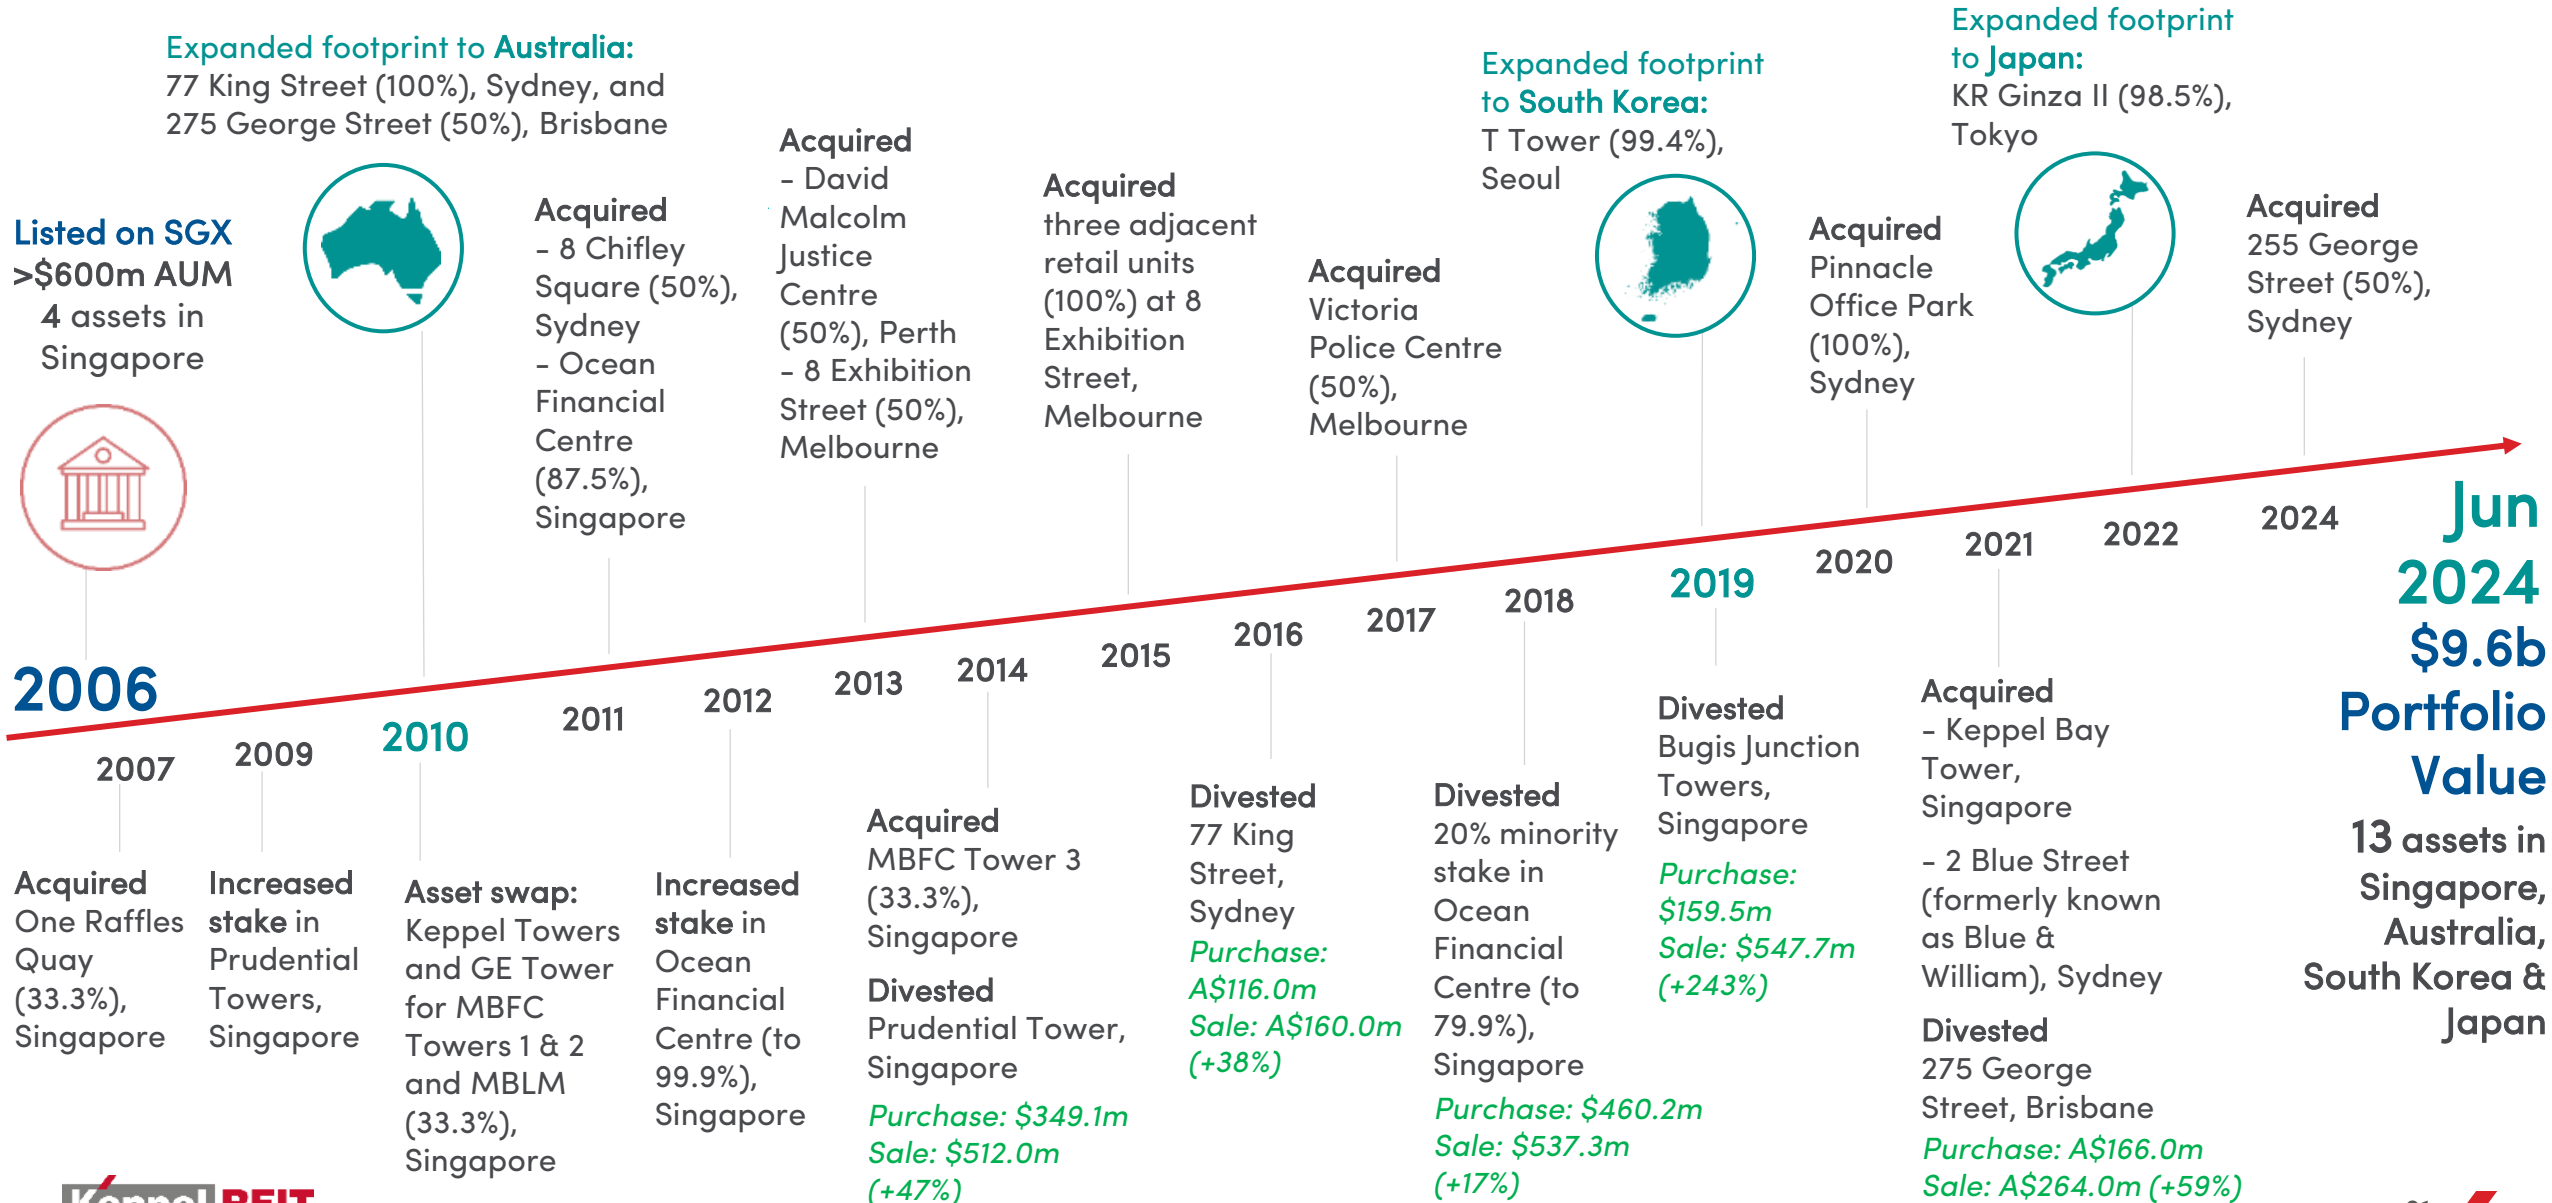 Expanded footprint to Australia:
77 King Street (100%), Sydney, and
275 George Street (50%), Brisbane
Listed on SGX
>$600m AUM
4 assets in
Singapore
2006
2007
Acquired
One Raffles
Quay
(33.3%),
Singapore
2009
Increased
stake in
Prudential
Towers,
Singapore
2010
Asset swap:
Keppel Towers
and GE Tower
for MBFC
Towers 1 & 2
and MBLM
(33.3%),
Singapore
Acquired
- 8 Chifley
Square (50%),
Sydney
- Ocean
Financial
Centre
(87.5%),
Singapore
2011
2012
Increased
stake in
Ocean
Financial
Centre (to
99.9%),
Singapore
Acquired
- David
Malcolm
Justice
Centre
(50%), Perth
- 8 Exhibition
Street (50%),
Melbourne
2013
2014
Acquired
MBFC Tower 3
(33.3%),
Singapore
Divested
Prudential Tower,
Singapore
Purchase: $349.1m
Sale: $512.0m
(+47%)
Acquired
three adjacent
retail units
(100%) at 8
Exhibition
Street,
Melbourne
2015
2016
Divested
77 King
Street,
Sydney
Purchase:
A$116.0m
Sale: A$160.0m
(+38%)
Acquired
Victoria
Police Centre
(50%),
Melbourne
2017
2018
Divested
20% minority
stake in
Ocean
Financial
Centre (to
79.9%),
Singapore
Purchase: $460.2m
Sale: $537.3m
(+17%)
Expanded footprint
to South Korea:
T Tower (99.4%),
Seoul
2019
Divested
Bugis Junction
Towers,
Singapore
Purchase:
$159.5m
Sale: $547.7m
(+243%)
Acquired
Pinnacle
Office Park
(100%),
Sydney
2020
2021
Acquired
- Keppel Bay
Tower,
Singapore
- 2 Blue Street
(formerly known
as Blue &
William), Sydney
Divested
275 George
Street, Brisbane
Purchase: A$166.0m
Sale: A$264.0m (+59%)
Expanded footprint
to Japan:
KR Ginza II (98.5%),
Tokyo
2022
Acquired
255 George
Street (50%),
Sydney
2024
Jun
2024
$9.6b
Portfolio
Value
13 assets in
Singapore,
Australia,
South Korea &
Japan
Keppel REIT